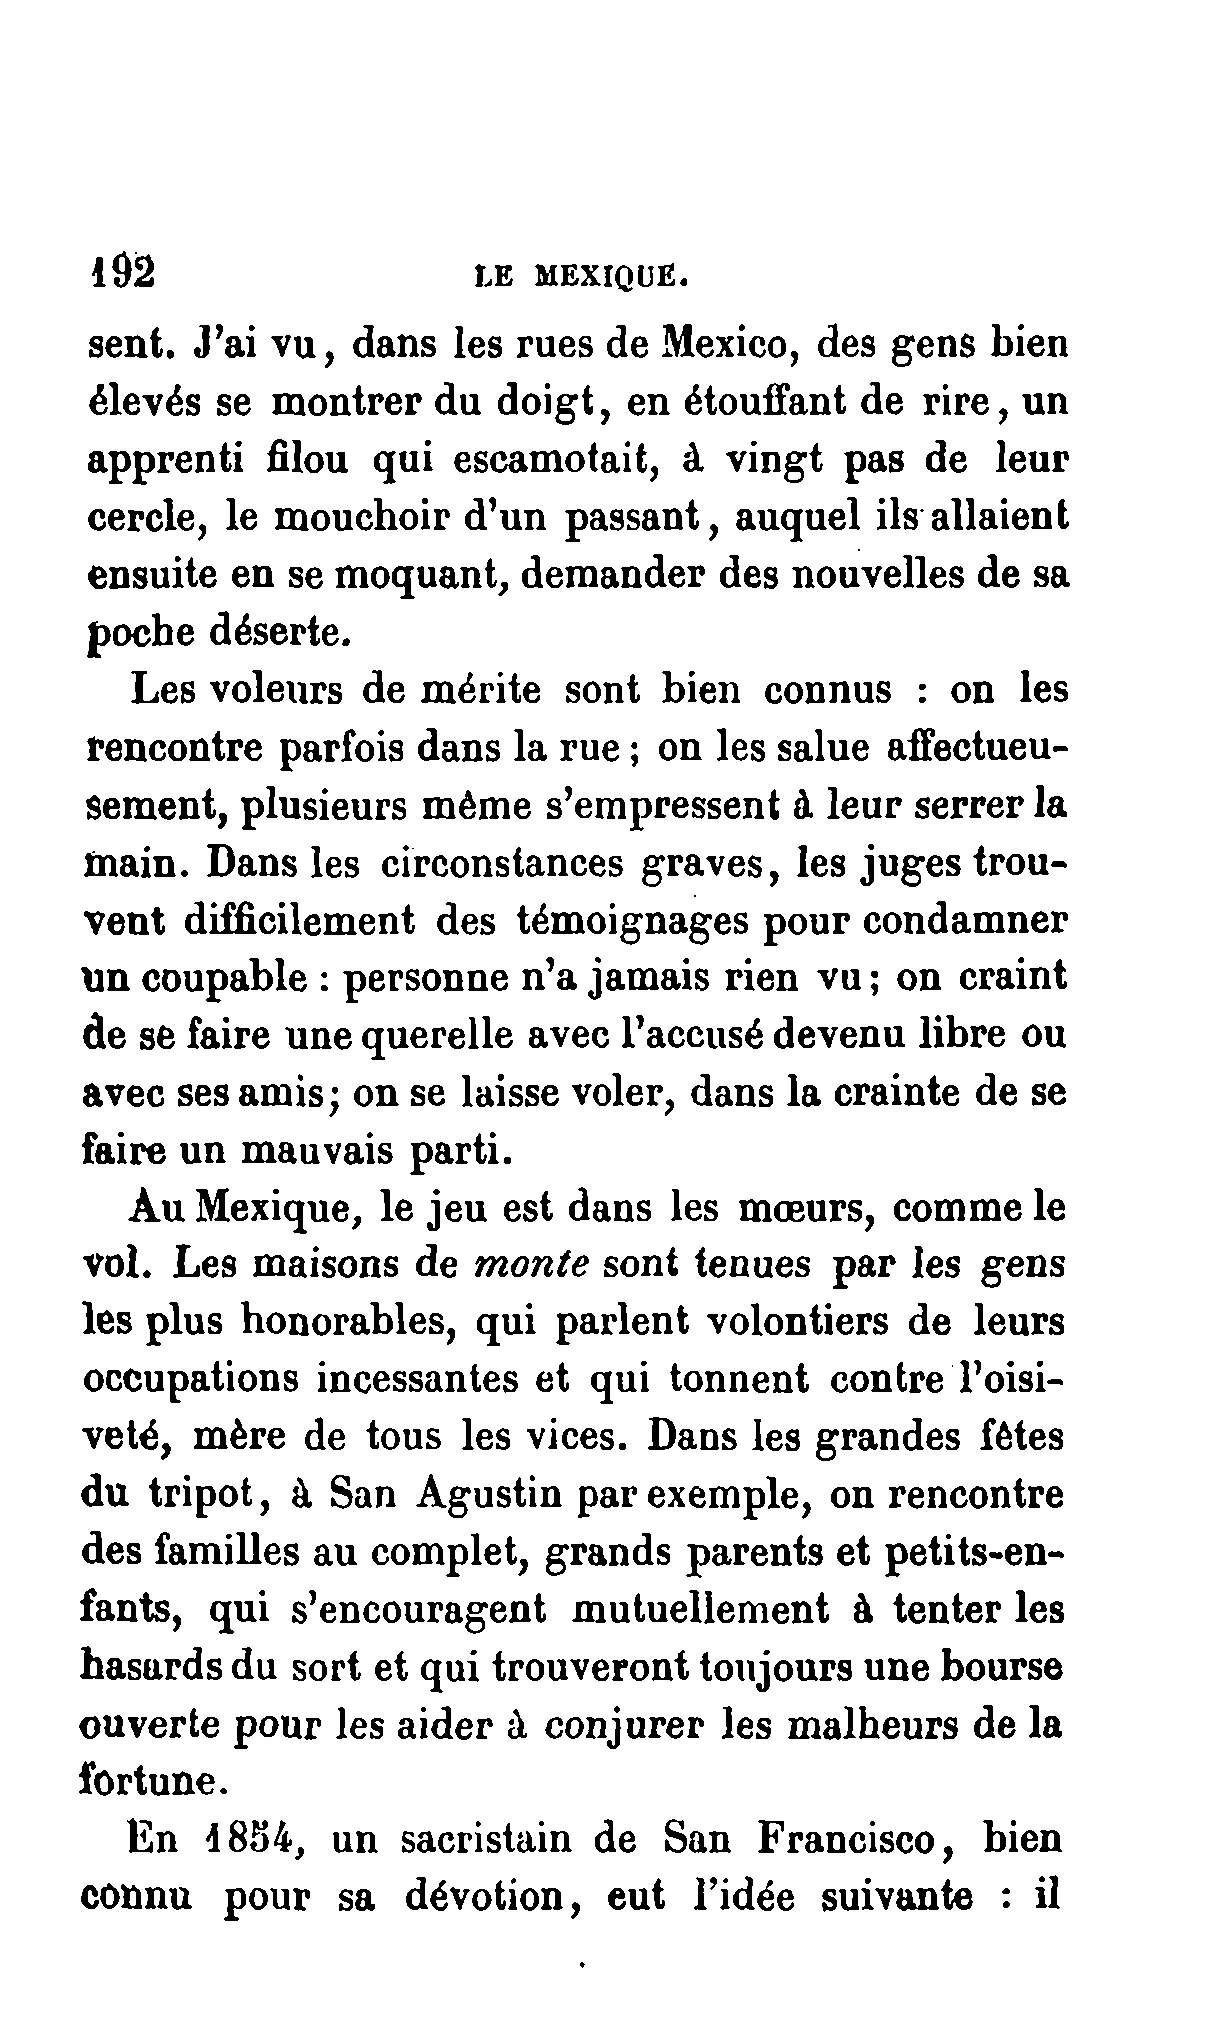 192 LE MEXIQUE.
sent. J'ai vu, dans les rues de Mexico, des gens bien
élevés se montrer du doigt, en étouffant de rire, un
apprenti filou qui escamotait, à vingt pas de leur
cercle, le mouchoir d'un passant, auquel ils allaient
ensuite en se moquant, demander des nouvelles de sa
poche déserte.
Les voleurs de mérite sont bien connus : on les
rencontre parfois dans la rue ; on les salue affectueu-
sement, plusieurs même s'empressent à leur serrer la
main. Dans les circonstances graves, les juges trou-
vent difficilement des témoignages pour condamner
un coupable : personne n'a jamais rien vu ; on craint
de se faire une querelle avec l'accusé devenu libre ou
avec ses amis ; on se laisse voler, dans la crainte de se
faire un mauvais parti.
Au Mexique, le jeu est dans les mœurs, comme le
vol. Les maisons de monte sont tenues par les gens
les plus honorables, qui parlent volontiers de leurs
occupations incessantes et qui tonnent contre l'oisi-
veté, mère de tous les vices. Dans les grandes fêtes
du tripot, à San Agustin par exemple, on rencontre
des familles au complet, grands parents et petits-en-
fants, qui s'encouragent mutuellement à tenter les
hasards du sort et qui trouveront toujours une bourse
ouverte pour les aider à conjurer les malheurs de la
fortune.
En 1854, un sacristain de San Francisco, bien
connu pour sa dévotion, eut l'idée suivante : il